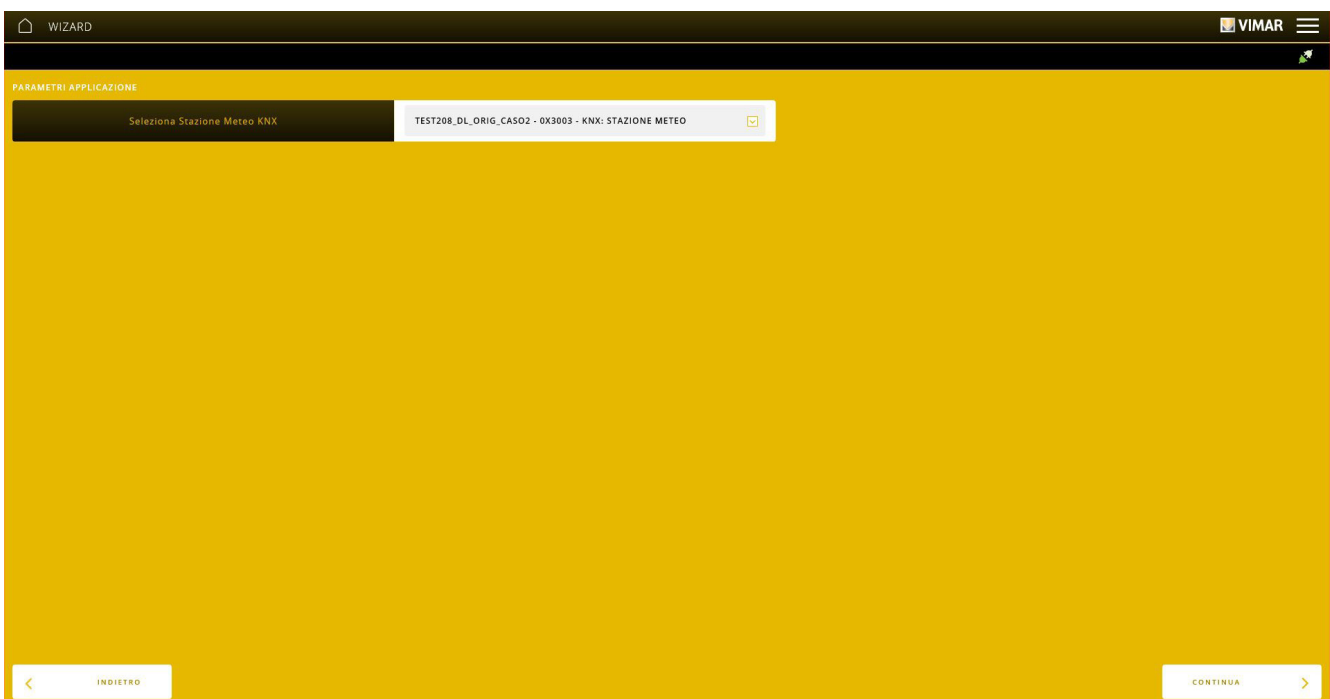 WIZARD
VIMAR
PARAMETRI APPLICAZIONE
Seleziona Stazione Meteo KNX
TEST208_DL_ORIG_CASO2 - 0X3003 - KNX: STAZIONE METEO
INDIETRO
CONTINUA